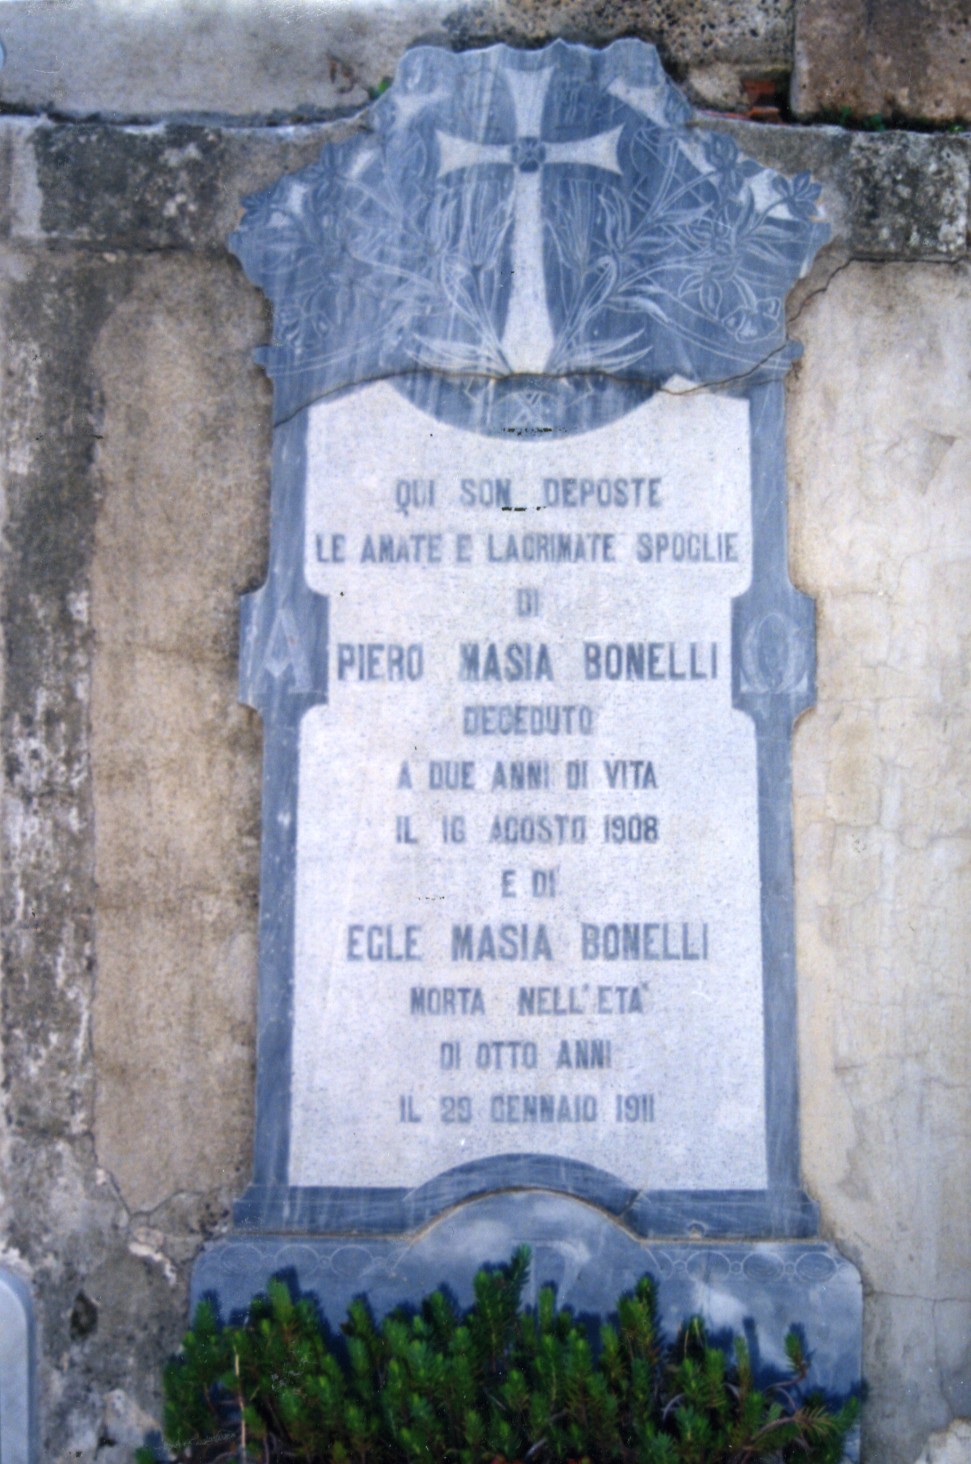 QUI SON DEPOSTE
LE AMATE E LAGRIMATE SPOGLIE
DI
PIERO MASIA BONELLI
DECEDUTO
A DUE ANNI DI VITA
IL 16 AGOSTO 1908
E DI
EGLE MASIA BONELLI
MORTA NELL'ETA'
DI OTTO ANNI
IL 29 GENNAIO 1911
A
Ω